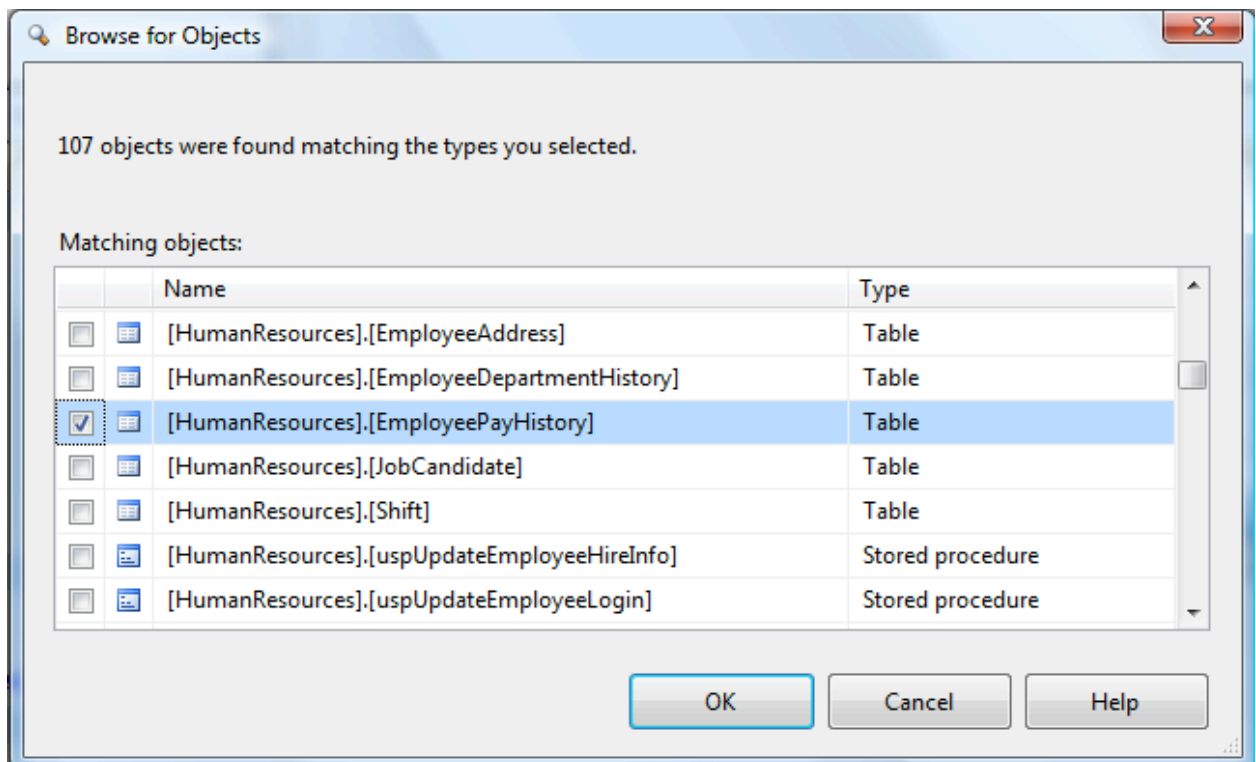 Browse for Objects
107 objects were found matching the types you selected.
Matching objects:
Name Type
[HumanResources].[EmployeeAddress] Table
[HumanResources].[EmployeeDepartmentHistory] Table
[HumanResources].[EmployeePayHistory] Table
[HumanResources].[JobCandidate] Table
[HumanResources].[Shift] Table
[HumanResources].[uspUpdateEmployeeHireInfo] Stored procedure
[HumanResources].[uspUpdateEmployeeLogin] Stored procedure
OK Cancel Help